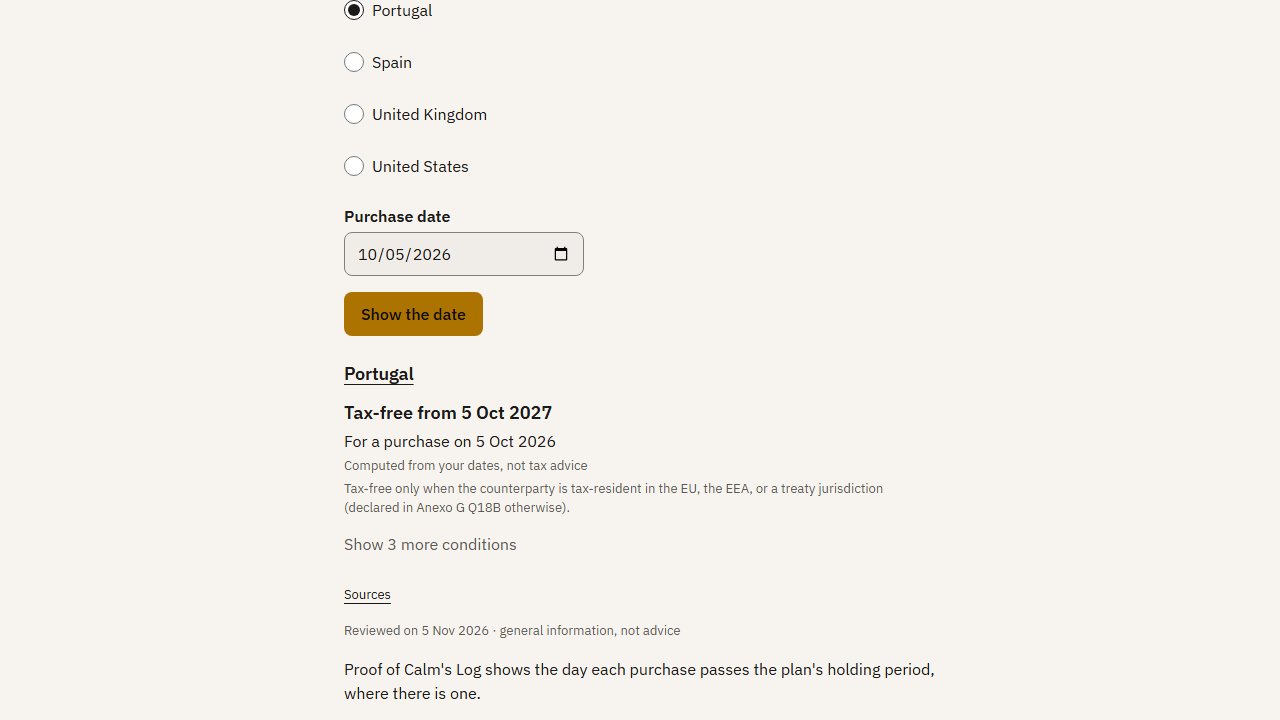 Portugal
Spain
United Kingdom
United States
Purchase date
10/05/2026
Show the date
Portugal
Tax-free from 5 Oct 2027
For a purchase on 5 Oct 2026
Computed from your dates, not tax advice
Tax-free only when the counterparty is tax-resident in the EU, the EEA, or a treaty jurisdiction
(declared in Anexo G Q18B otherwise).
Show 3 more conditions
Sources
Reviewed on 5 Nov 2026 · general information, not advice
Proof of Calm's Log shows the day each purchase passes the plan's holding period,
where there is one.